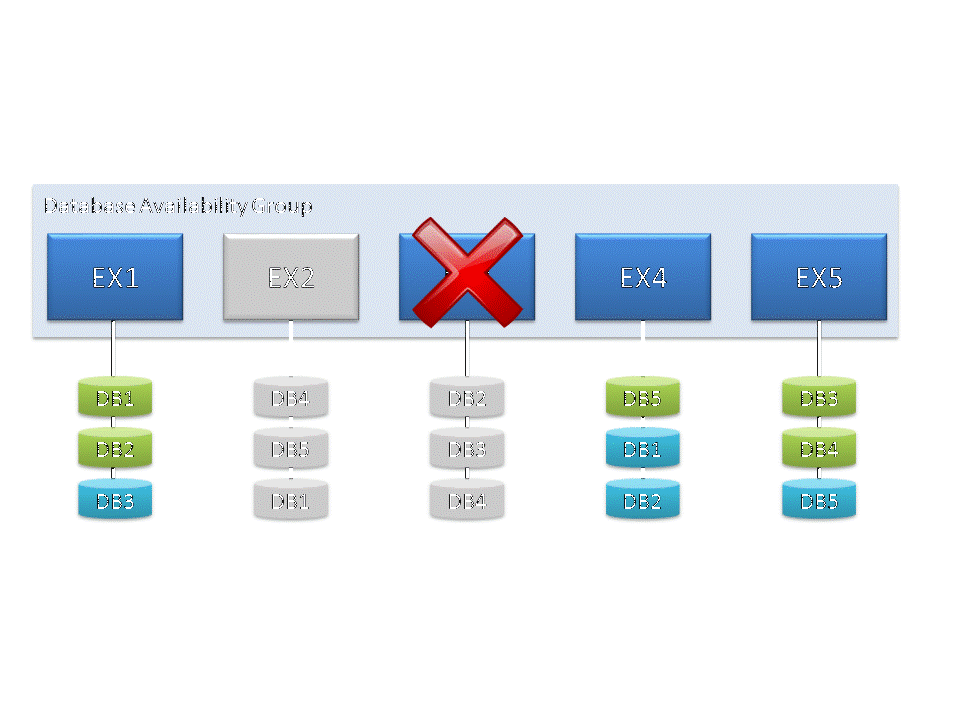 Database Availability Group
EX1 EX2 EX4 EX5
DB1 DB4 DB2 DB5 DB3
DB2 DB5 DB3 DB1 DB4
DB3 DB1 DB4 DB2 DB5